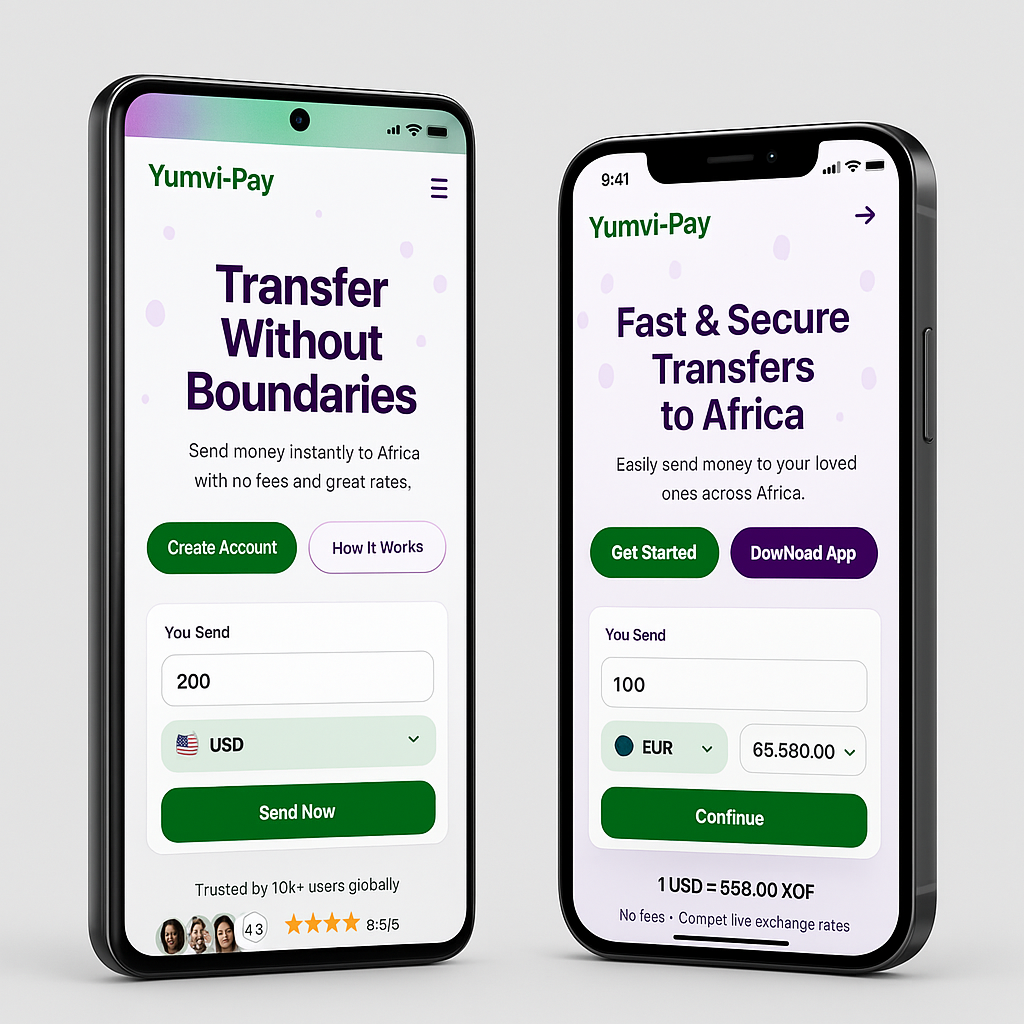 Yumvi-Pay
Transfer
Without
Boundaries
Send money instantly to Africa
with no fees and great rates,
Create Account
How It Works
You Send
200
USD
Send Now
Trusted by 10k+ users giobally
4 3
8:5/5
9:41
Yumvi-Pay
Fast & Secure
Transfers
to Africa
Easily send money to your loved
ones across Africa.
Get Started
DowNoad App
You Send
100
EUR
65.580.00
Continue
1 USD = 558.00 XOF
No fees • Compet live exchange rates